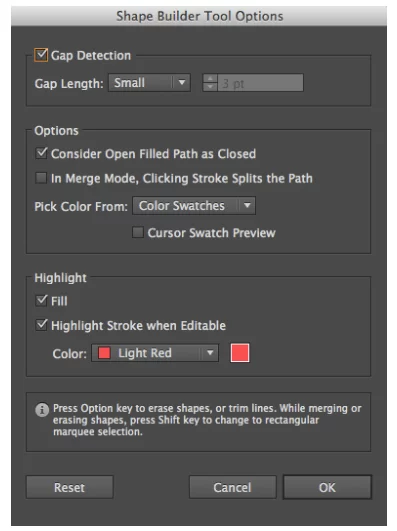 Shape Builder Tool Options
Gap Detection
Gap Length: Small 3 pt
Options
Consider Open Filled Path as Closed
In Merge Mode, Clicking Stroke Splits the Path
Pick Color From: Color Swatches
Cursor Swatch Preview
Highlight
Fill
Highlight Stroke when Editable
Color: Light Red
Press Option key to erase shapes, or trim lines. While merging or
erasing shapes, press Shift key to change to rectangular
marquee selection.
Reset Cancel OK